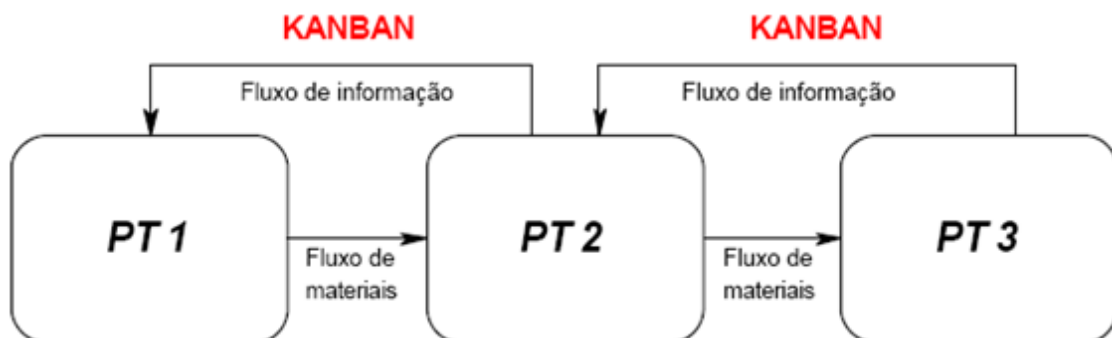 KANBAN
KANBAN
Fluxo de informação
Fluxo de informação
PT 1
PT 2
PT 3
Fluxo de
materiais
Fluxo de
materiais